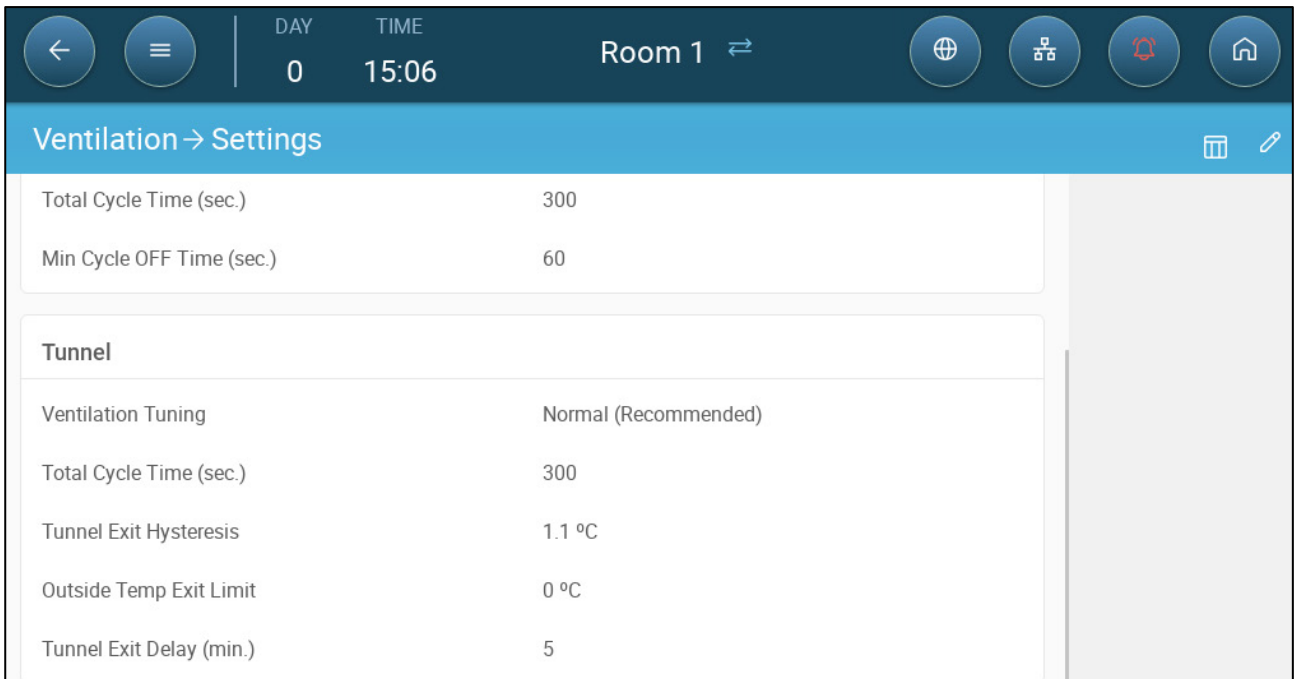 DAY TIME
0 15:06 Room 1
Ventilation → Settings
Total Cycle Time (sec.) 300
Min Cycle OFF Time (sec.) 60
Tunnel
Ventilation Tuning Normal (Recommended)
Total Cycle Time (sec.) 300
Tunnel Exit Hysteresis 1.1 ºC
Outside Temp Exit Limit 0 ºC
Tunnel Exit Delay (min.) 5